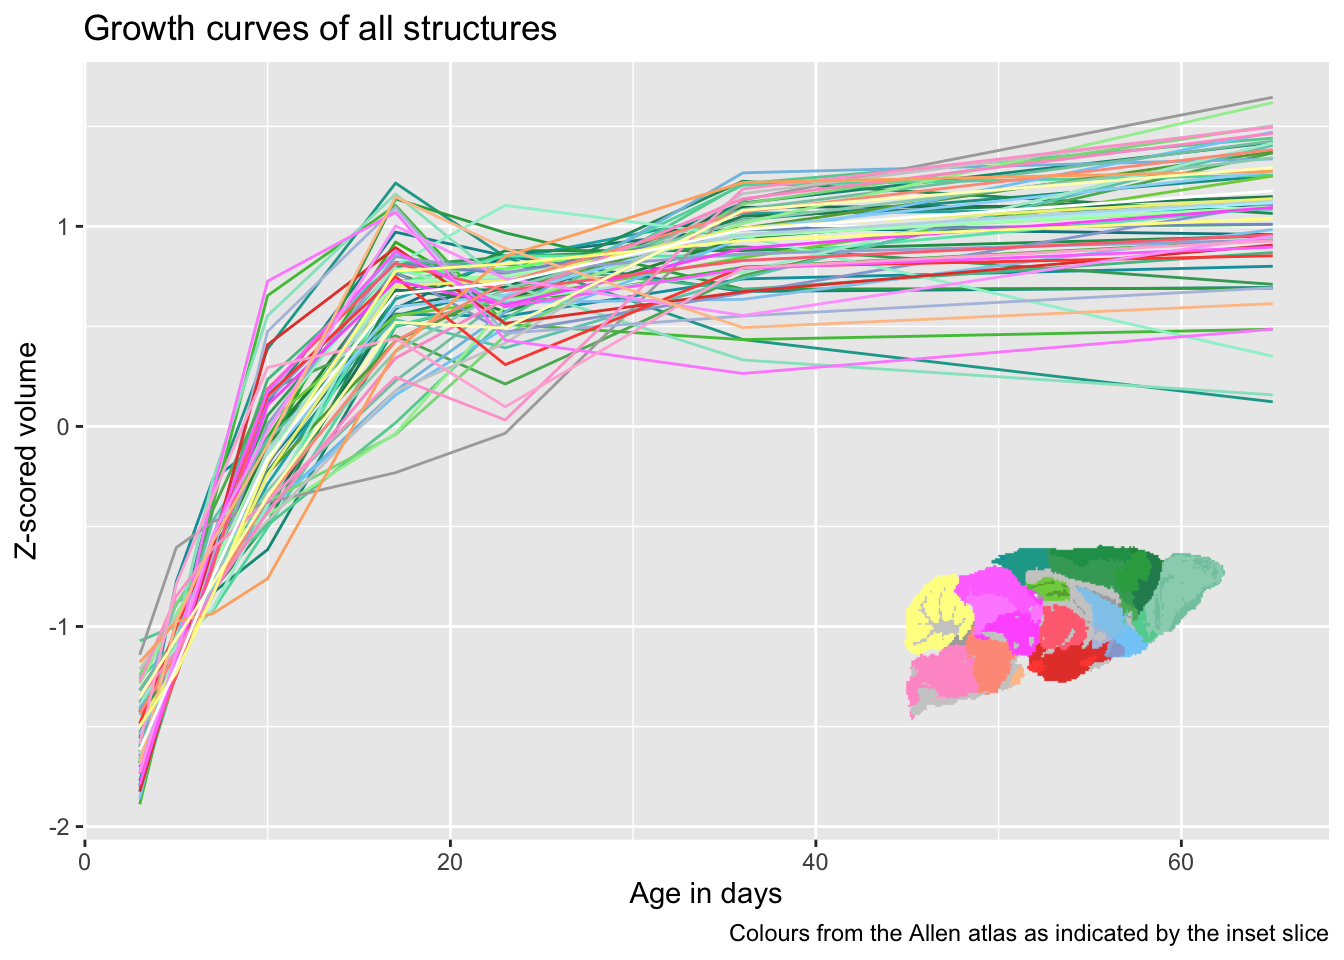 Growth curves of all structures
Z-scored volume
1
0
-1
-2
0 20 40 60
Age in days
Colours from the Allen atlas as indicated by the inset slice